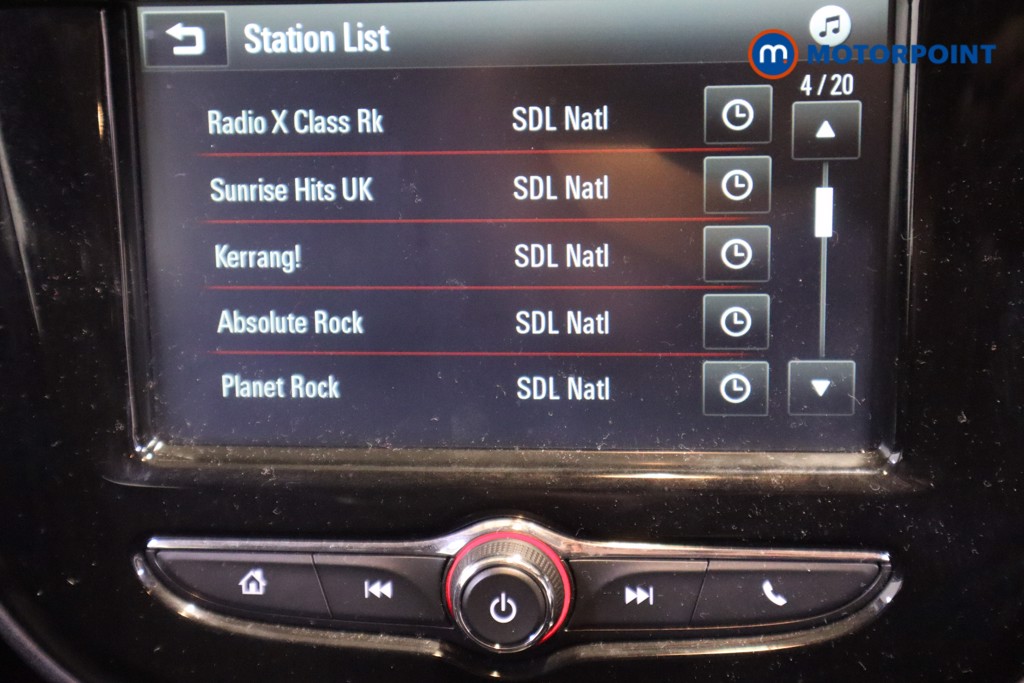 Station List
m MOTORPOINT
4 / 20
Radio X Class Rk SDL Natl
Sunrise Hits UK SDL Natl
Kerrang! SDL Natl
Absolute Rock SDL Natl
Planet Rock SDL Natl